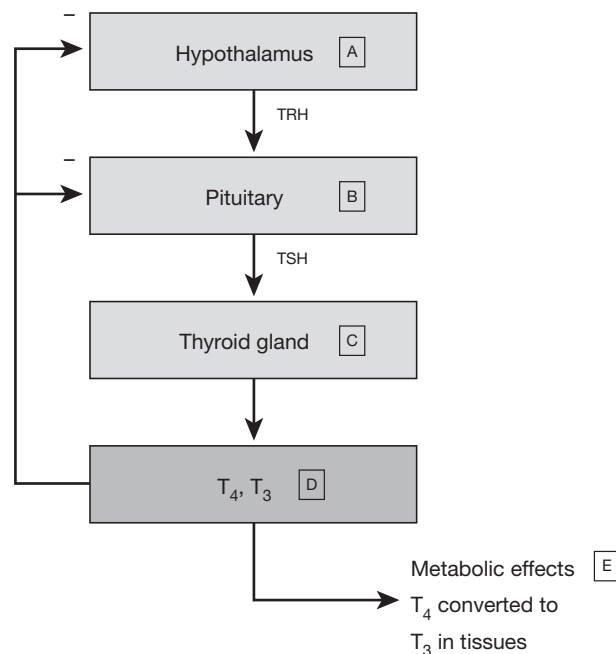 –
Hypothalamus A
TRH
–
Pituitary B
TSH
Thyroid gland C
T₄, T₃ D
Metabolic effects E
T₄ converted to
T₃ in tissues